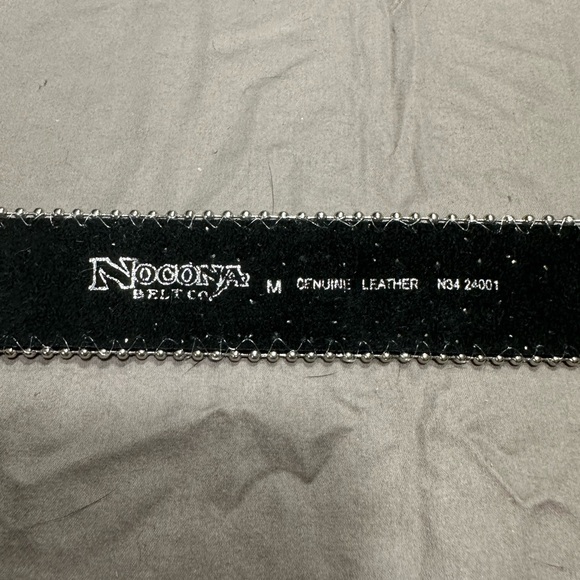 NOCONA M GENUINE LEATHER N34 24001
BELT CO.